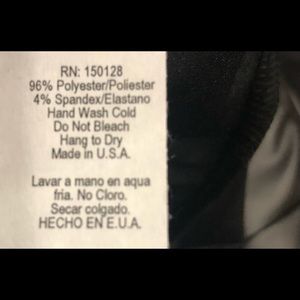 RN: 150128
96% Polyester/Poliester
4% Spandex/Elastano
Hand Wash Cold
Do Not Bleach
Hang to Dry
Made in U.S.A.
Lavar a mano en aqua
fria. No Cloro.
Secar colgado.
HECHO EN E.U.A.